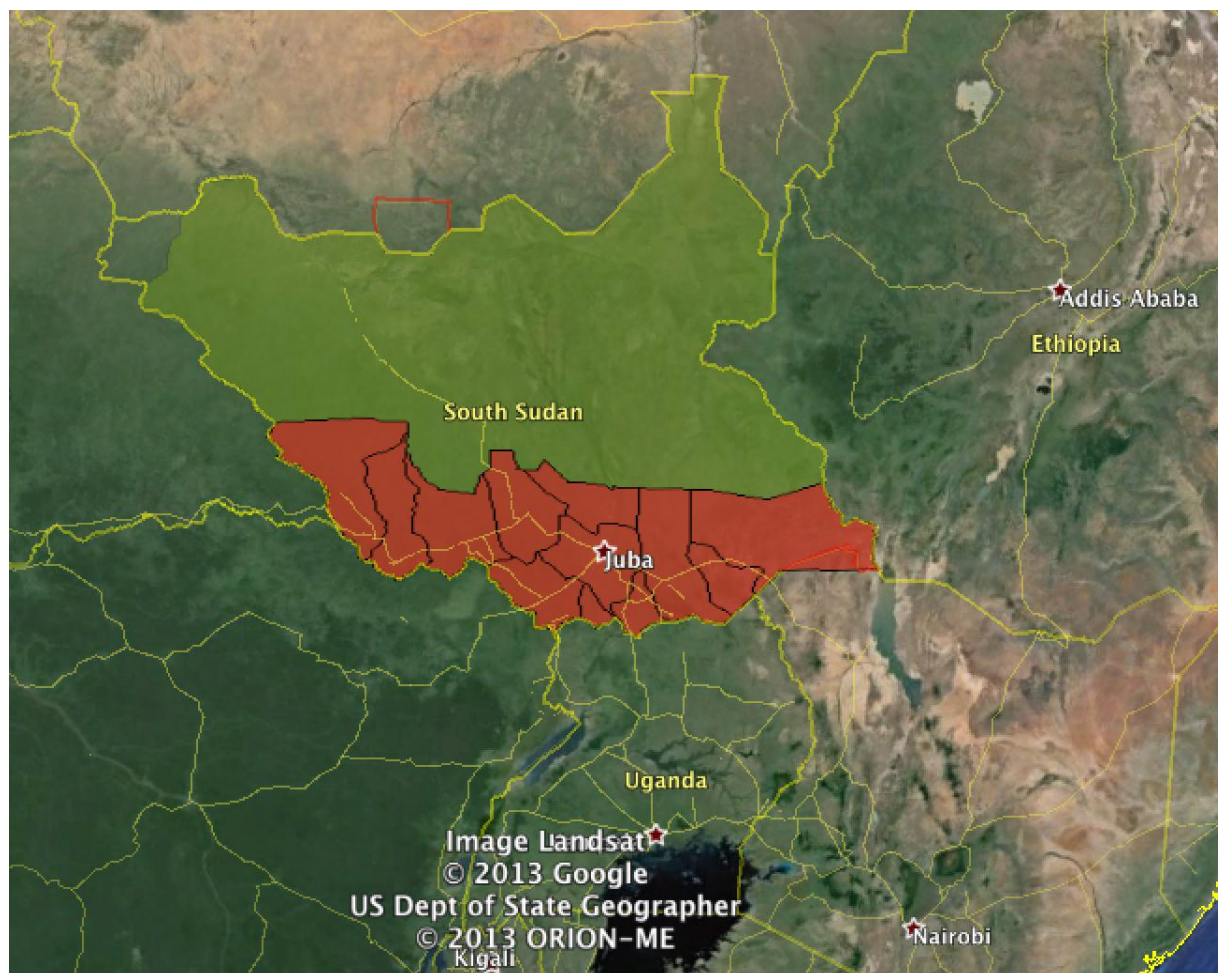 Addis Ababa
Ethiopia
South Sudan
Juba
Uganda
Image Landsat
© 2013 Google
US Dept of State Geographer
© 2013 ORION-ME
Nairobi
Kigali